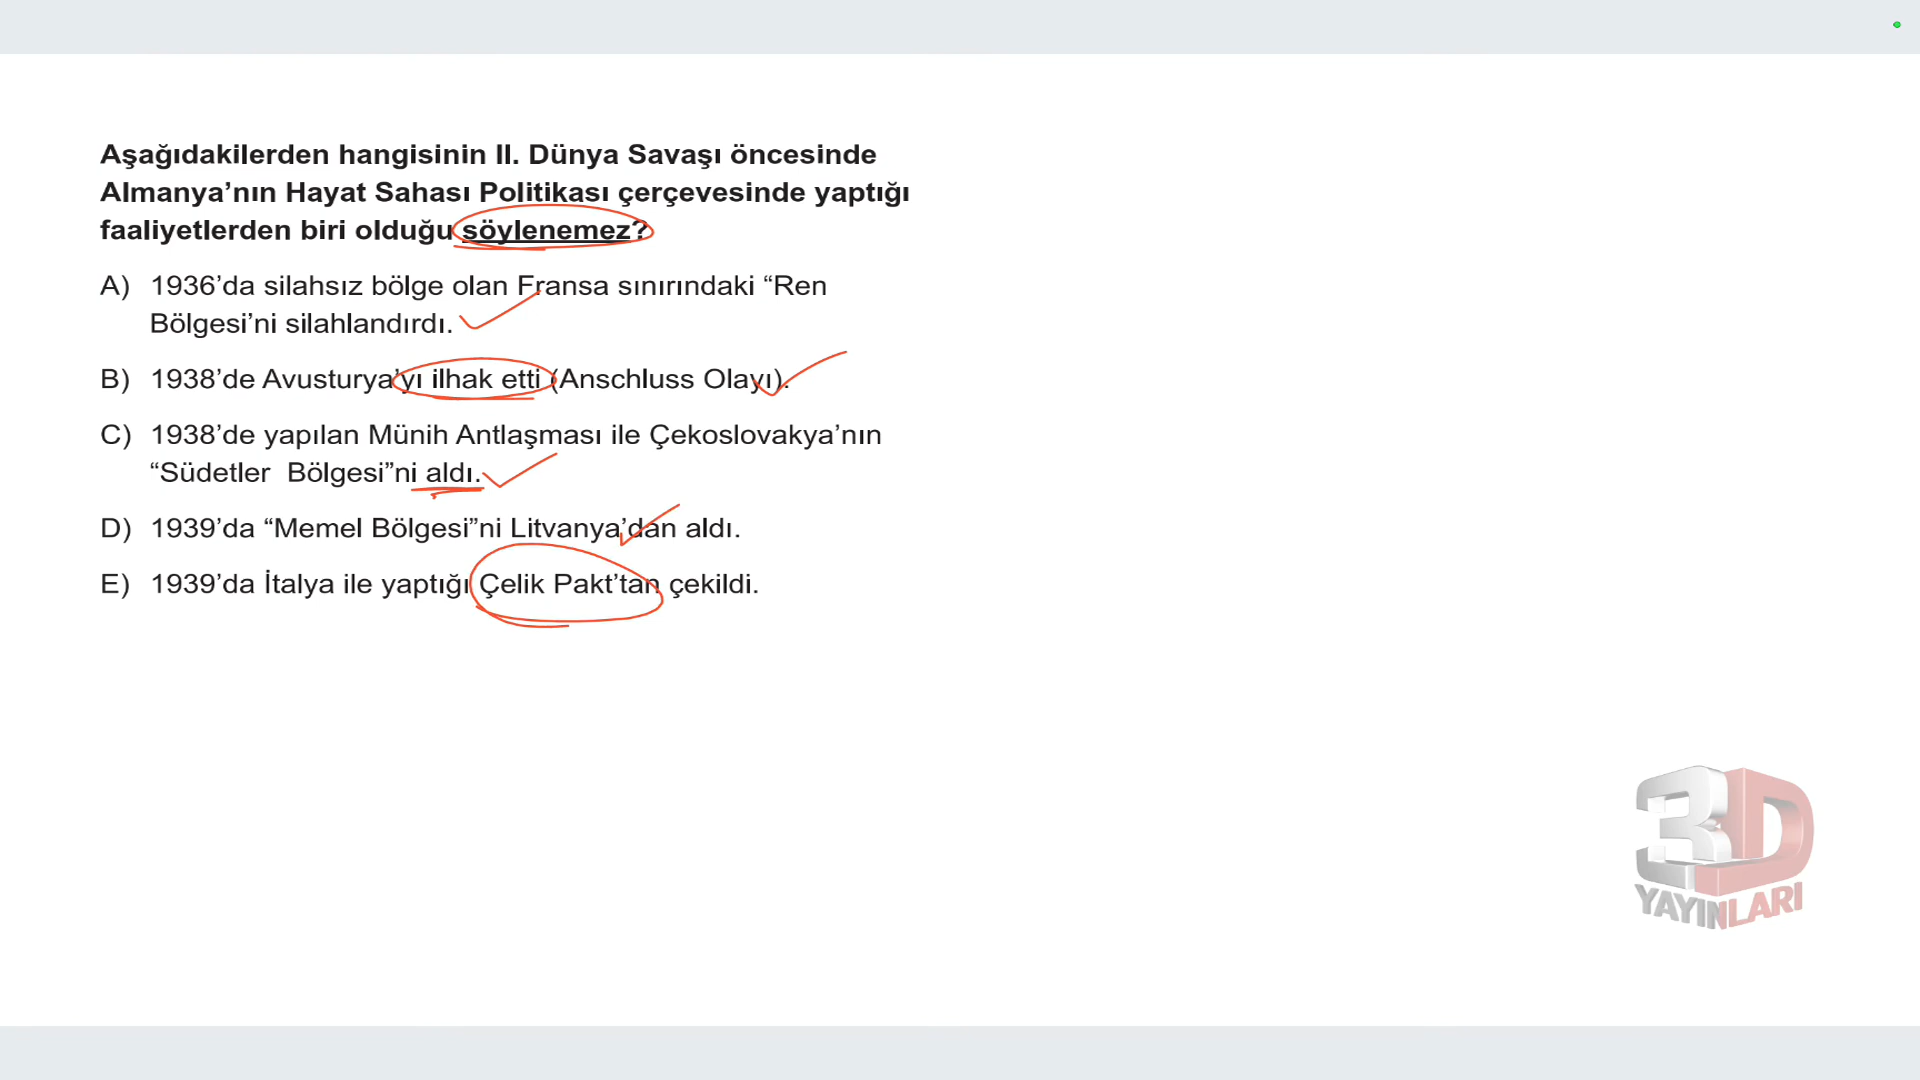 Aşağıdakilerden hangisinin II. Dünya Savaşı öncesinde
Almanya’nın Hayat Sahası Politikası çerçevesinde yaptığı
faaliyetlerden biri olduğu söylenemez?
A) 1936’da silahsız bölge olan Fransa sınırındaki “Ren
Bölgesi’ni silahlandırdı.
B) 1938’de Avusturya’yı ilhak etti (Anschluss Olayı).
C) 1938’de yapılan Münih Antlaşması ile Çekoslovakya’nın
“Südetler Bölgesi”ni aldı.
D) 1939’da “Memel Bölgesi”ni Litvanya’dan aldı.
E) 1939’da İtalya ile yaptığı Çelik Pakt’tan çekildi.
3D
YAYINLARI